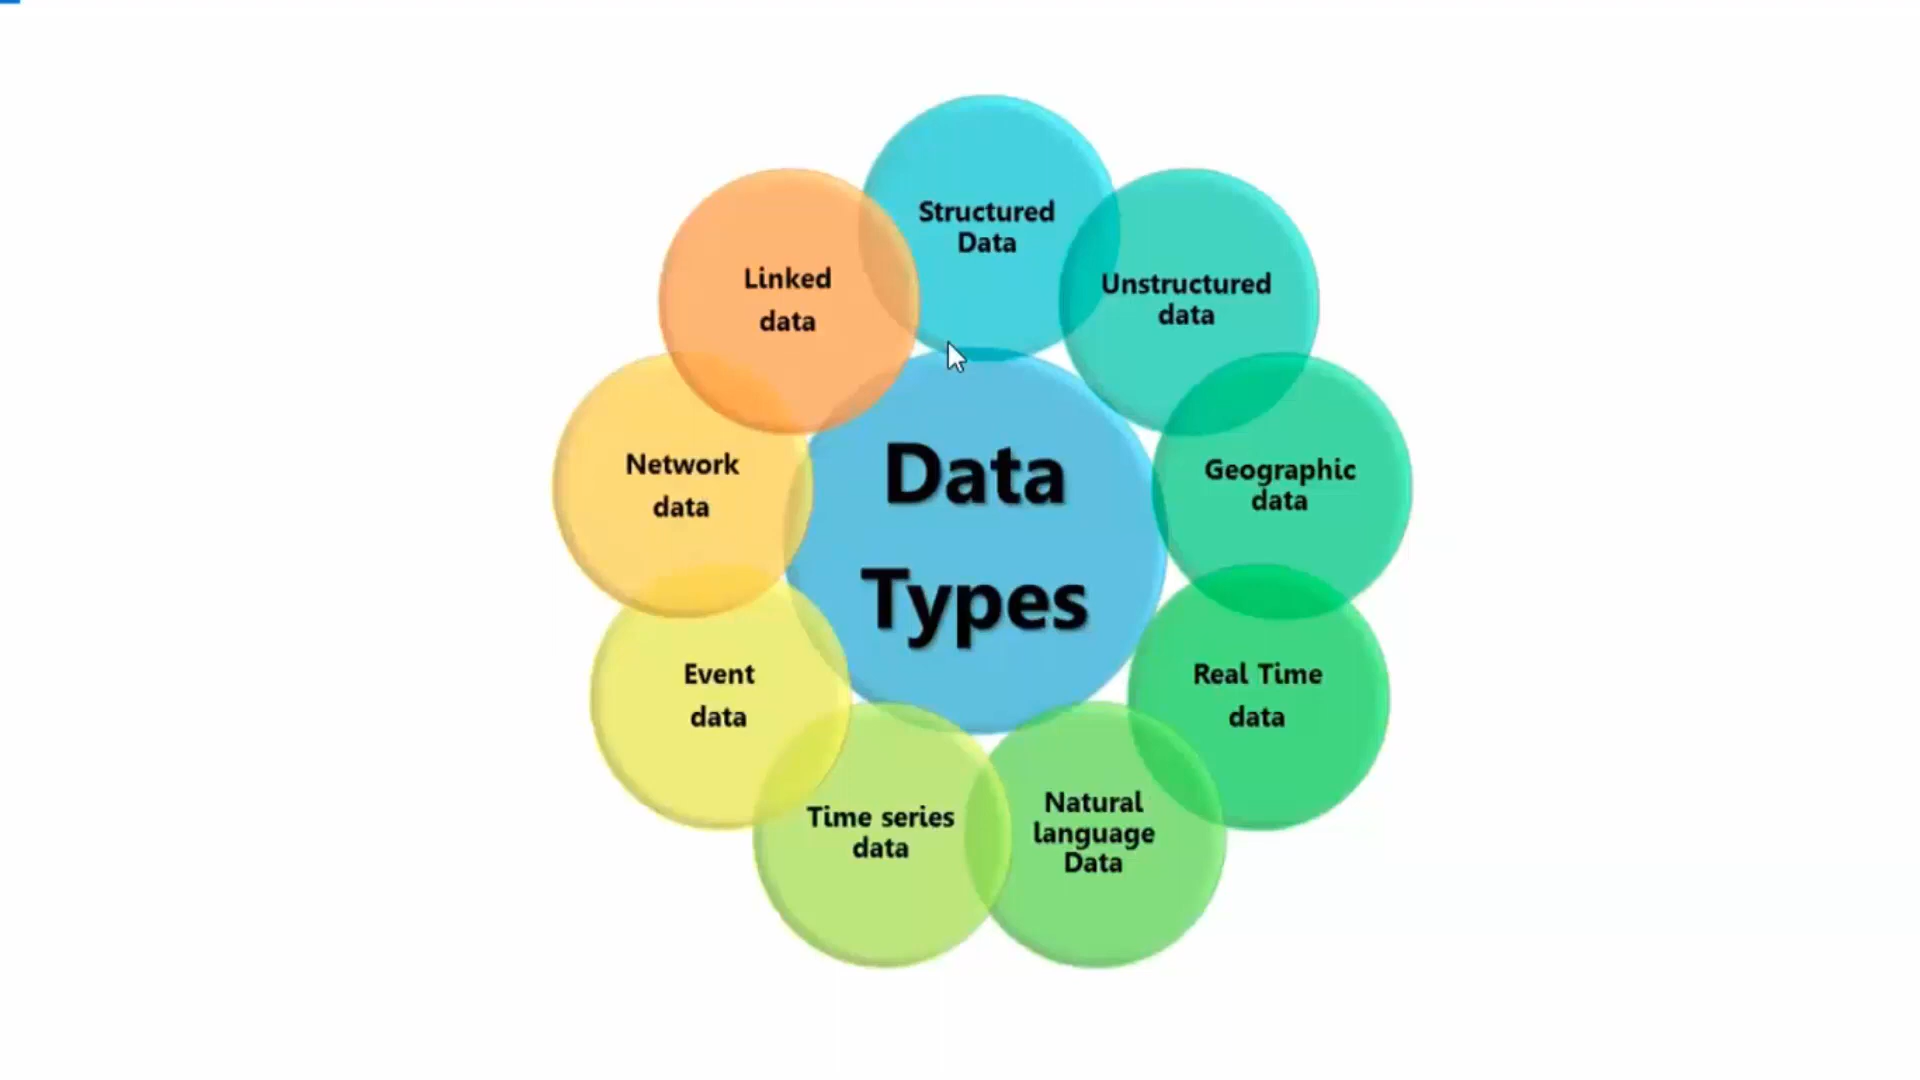 Data
Types
Structured
Data
Unstructured
data
Geographic
data
Real Time
data
Natural
language
Data
Time series
data
Event
data
Network
data
Linked
data